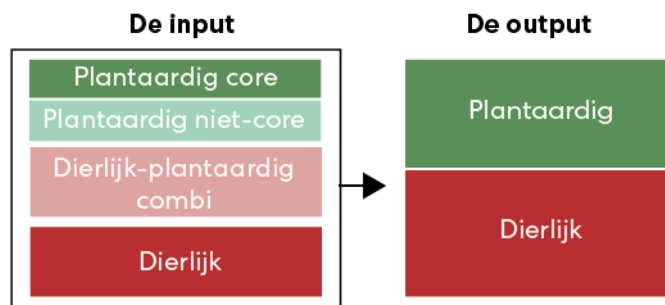 De input
Plantaardig core
Plantaardig niet-core
Dierlijk-plantaardig
combi
Dierlijk
De output
Plantaardig
Dierlijk